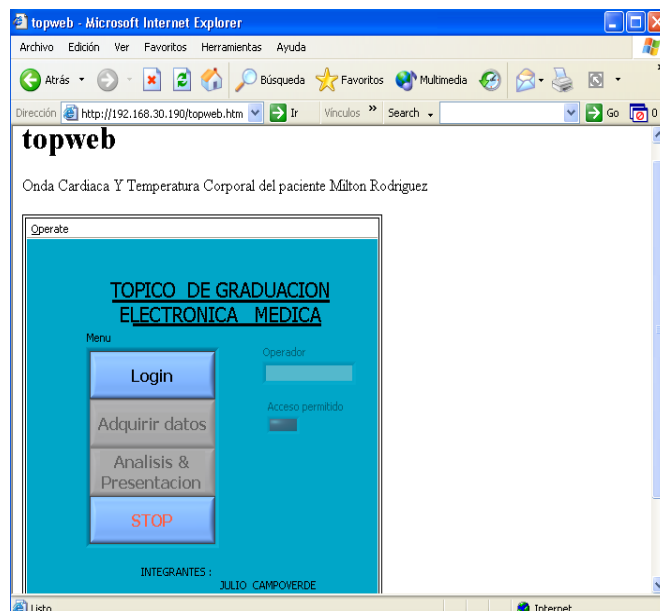 topweb - Microsoft Internet Explorer
Archivo Edición Ver Favoritos Herramientas Ayuda
Atrás Búsqueda Favoritos Multimedia
Dirección http://192.168.30.190/topweb.htm Ir Vínculos » Search Go 0
topweb
Onda Cardiaca Y Temperatura Corporal del paciente Milton Rodriguez
Operate
TOPICO DE GRADUACION
ELECTRONICA MEDICA
Menu
Operador
Login
Acceso permitido
Adquirir datos
Analisis &
Presentacion
STOP
INTEGRANTES :
JULIO CAMPOVERDE
Listo Internet